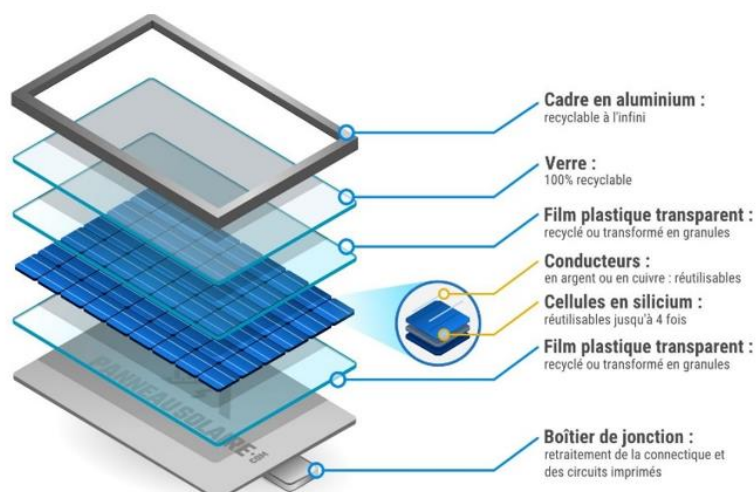 Cadre en aluminium :
recyclable à l'infini
Verre :
100% recyclable
Film plastique transparent :
recyclé ou transformé en granules
Conducteurs :
en argent ou en cuivre : réutilisables
Cellules en silicium :
réutilisables jusqu'à 4 fois
Film plastique transparent :
recyclé ou transformé en granules
PANNEAUSOLAIRE.COM
Boîtier de jonction :
retraitement de la connectique et
des circuits imprimés